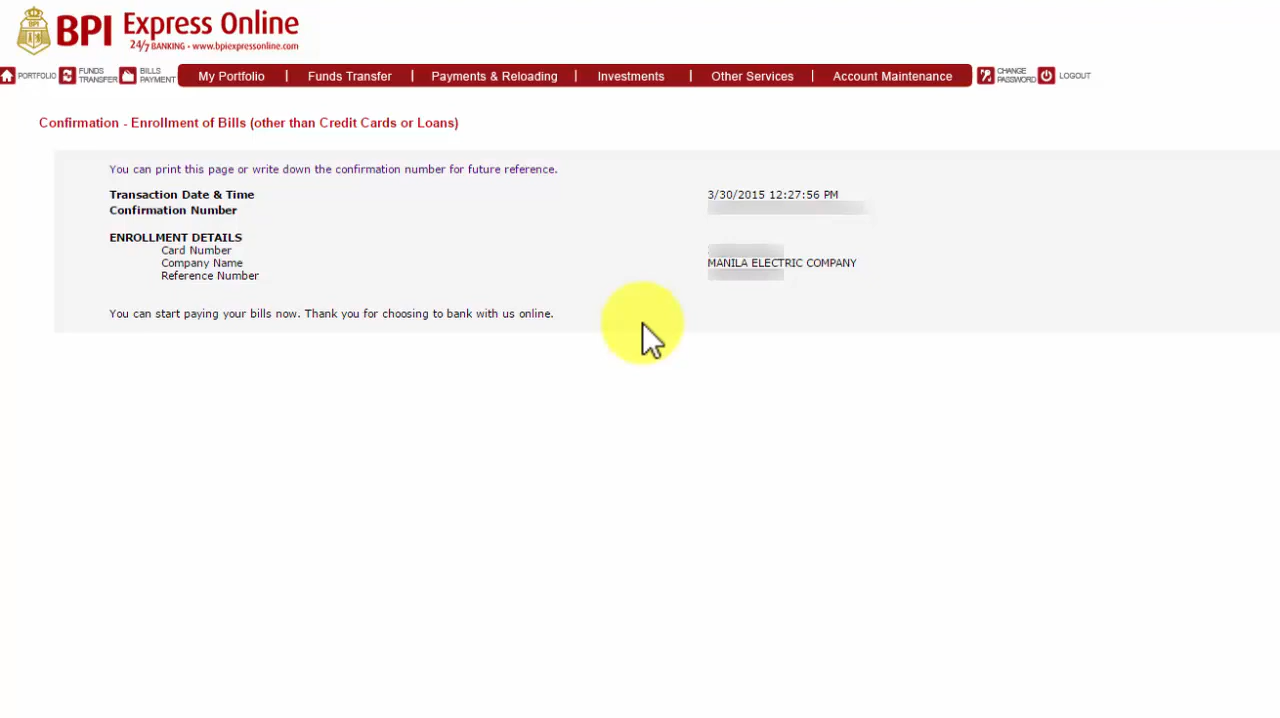 BPI Express Online
24/7 BANKING • www.bpiexpressonline.com
PORTFOLIO
FUNDS TRANSFER
BILLS PAYMENT
My Portfolio | Funds Transfer | Payments & Reloading | Investments | Other Services | Account Maintenance
CHANGE PASSWORD
LOGOUT
Confirmation - Enrollment of Bills (other than Credit Cards or Loans)
You can print this page or write down the confirmation number for future reference.
Transaction Date & Time 3/30/2015 12:27:56 PM
Confirmation Number
ENROLLMENT DETAILS
Card Number
Company Name MANILA ELECTRIC COMPANY
Reference Number
You can start paying your bills now. Thank you for choosing to bank with us online.